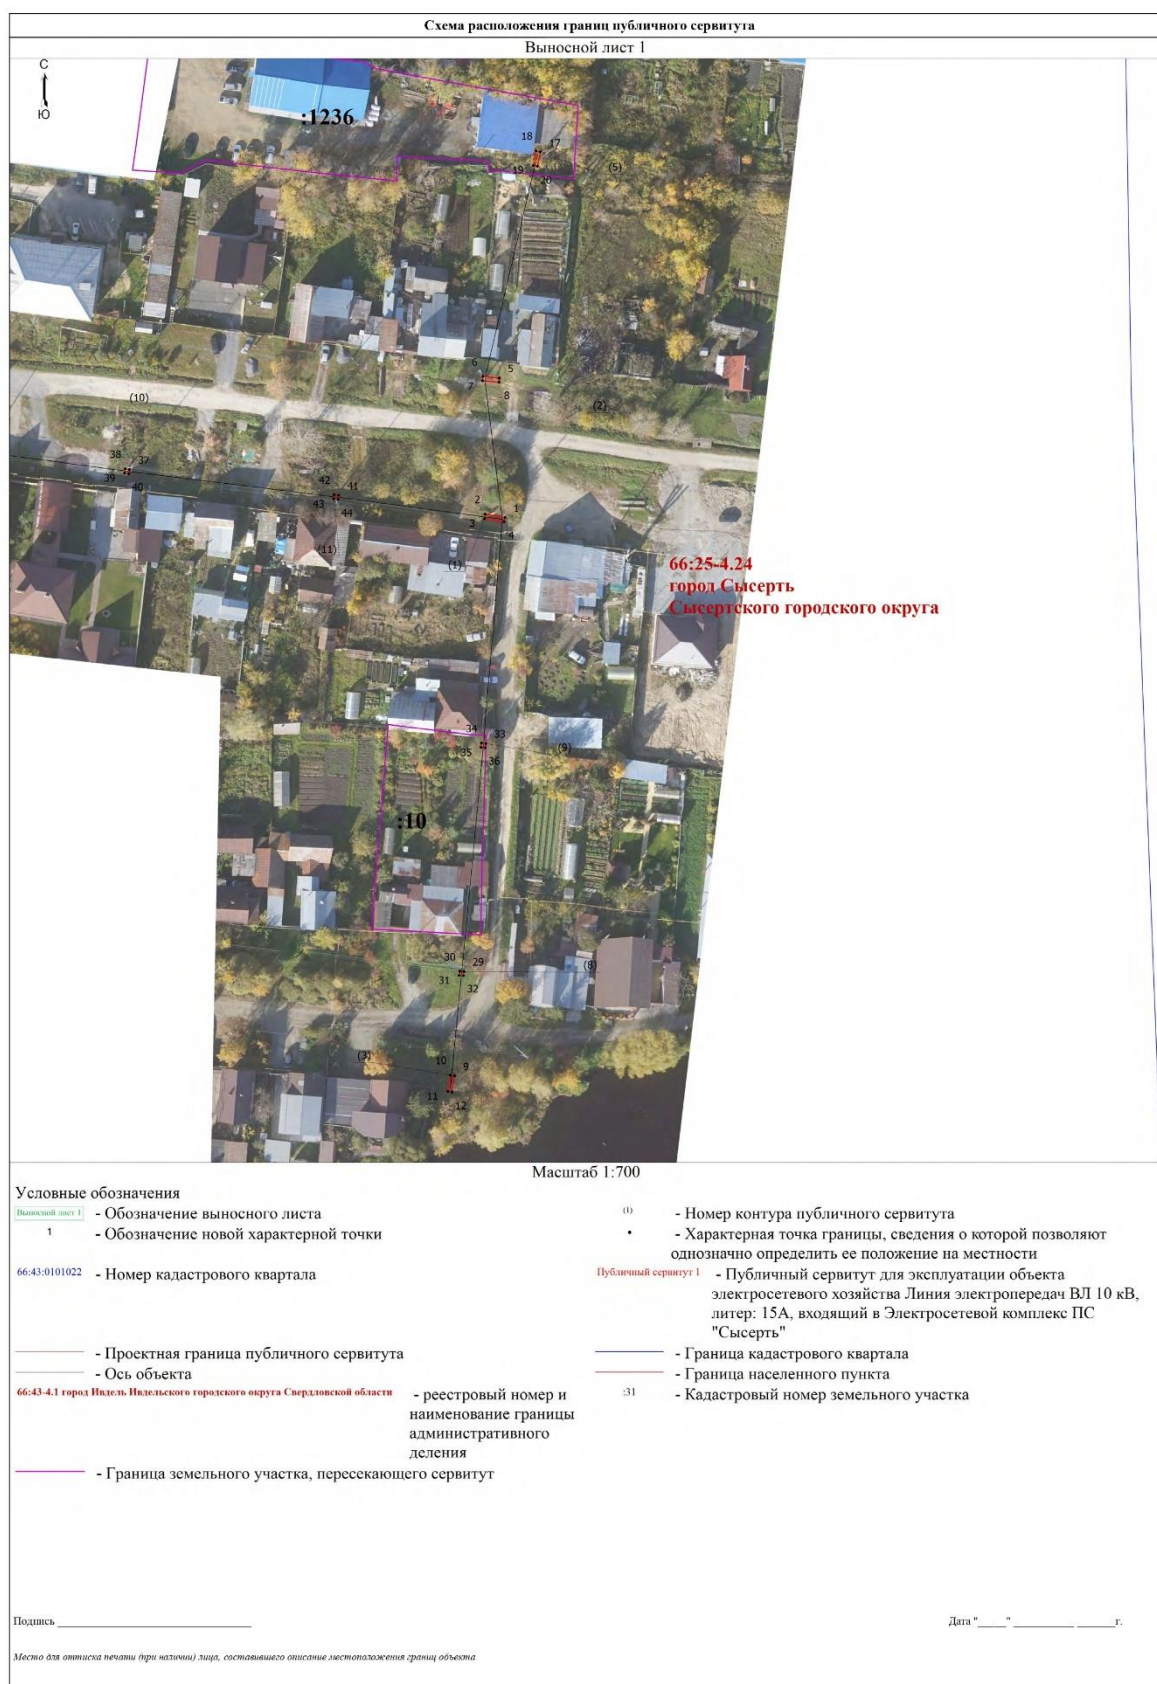 Схема расположения границ публичного сервитута
Выносной лист 1
С
Ю
:1236
18
17
19
20
(5)
6
5
7
8
(10)
(2)
38
37
39
40
42
41
43
44
2
1
3
4
(11)
(1)
66:25-4.24
город Сысерть
Сысертского городского округа
34
33
35
36
(9)
:10
30
29
31
32
(8)
(3)
10
9
11
12
Масштаб 1:700
Условные обозначения
Выносной лист 1 - Обозначение выносного листа
1 - Обозначение новой характерной точки
66:43:0101022 - Номер кадастрового квартала
- Проектная граница публичного сервитута
- Ось объекта
66:43-4.1 город Ивдель Ивдельского городского округа Свердловской области - реестровый номер и
наименование границы
административного
деления
- Граница земельного участка, пересекающего сервитут
(1) - Номер контура публичного сервитута
- Характерная точка границы, сведения о которой позволяют
однозначно определить ее положение на местности
Публичный сервитут 1 - Публичный сервитут для эксплуатации объекта
электросетевого хозяйства Линия электропередач ВЛ 10 кВ,
литер: 15А, входящий в Электросетевой комплекс ПС
"Сысерть"
- Граница кадастрового квартала
- Граница населенного пункта
:31 - Кадастровый номер земельного участка
Подпись ____________________
Дата "_____" ___________ _______г.
Место для оттиска печати (при наличии) лица, составившего описание местоположения границ объекта